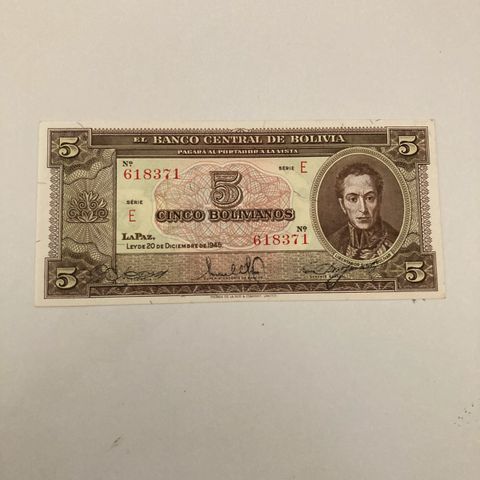 EL BANCO CENTRAL DE BOLIVIA
5 5
PAGARÁ AL PORTADOR A LA VISTA
Nº
618371
5
SERIE E
SERIE
E
CINCO BOLIVIANOS
LA PAZ,
LEY DE 20 DE DICIEMBRE DE 1945
Nº
618371
5 5